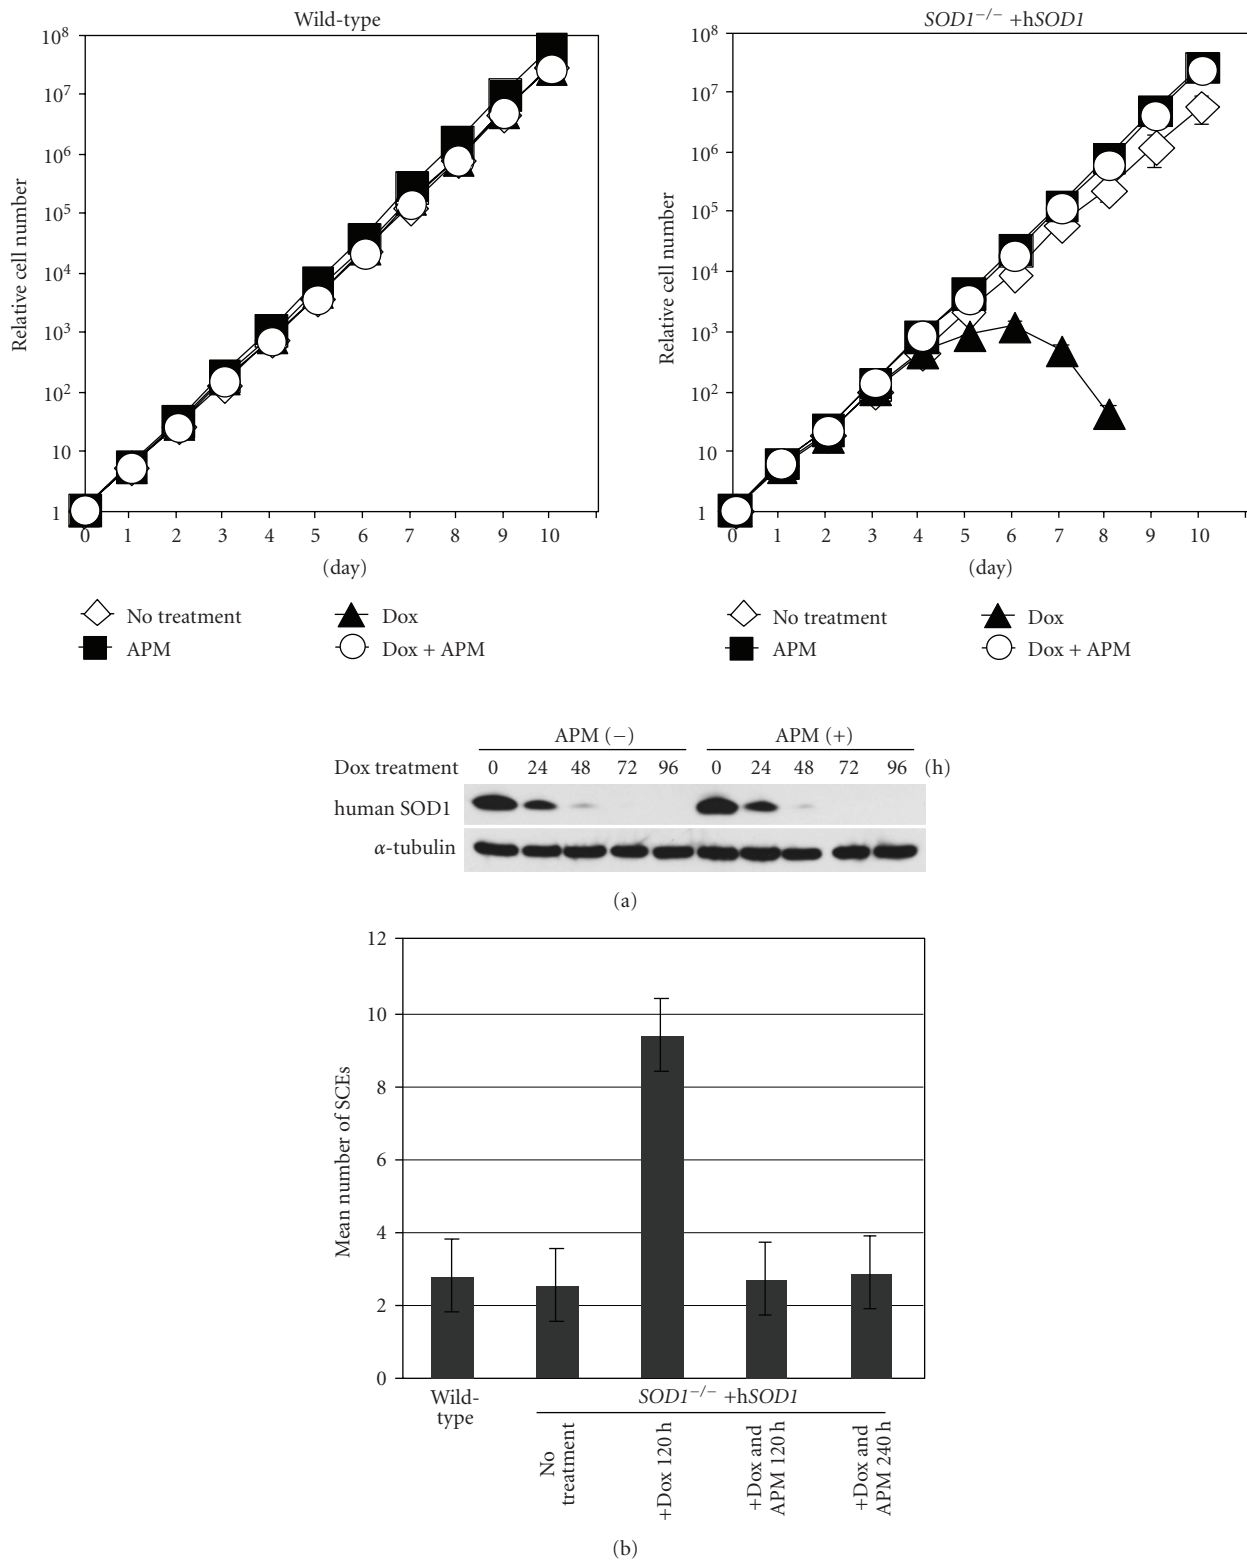 Wild-type
10⁸
10⁷
10⁶
10⁵
10⁴
10³
10²
10
1
Relative cell number
0 1 2 3 4 5 6 7 8 9 10
(day)
No treatment
Dox
APM
Dox + APM
SOD1⁻/⁻ +hSOD1
10⁸
10⁷
10⁶
10⁵
10⁴
10³
10²
10
1
Relative cell number
0 1 2 3 4 5 6 7 8 9 10
(day)
No treatment
Dox
APM
Dox + APM
APM (−) APM (+)
Dox treatment 0 24 48 72 96 0 24 48 72 96 (h)
human SOD1
α-tubulin
(a)
12
10
8
6
4
2
0
Mean number of SCEs
Wild-
type
SOD1⁻/⁻ +hSOD1
No
treatment
+Dox 120 h
+Dox and
APM 120 h
+Dox and
APM 240 h
(b)